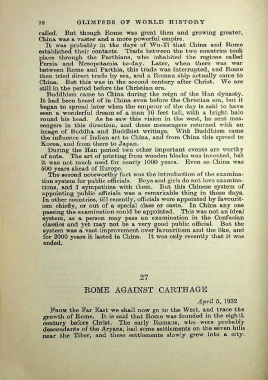 70 GLIMPSES OF WORLD HISTORY
called. But though Rome was great then and growing greater,
China was a vaster and a more powerful empire.
It was probably in the days of Wu-Ti that China and Rome
established their contacts. Trade between the two countries took
place through the Parthians, who inhabited the regions called
Persia and Mesopotamia to-day. Later, when there was war
between Rome and Parthia, this trade was interrupted, and Rome
then tried direct trade by sea, and a Roman ship actually came to
China. But this was in the second century after Christ. We are
still in the period before the Christian era.
Buddhism came to China during the reign of the Han dynasty.
It had been heard of in China even before the Christian era, but it
began to spread later when the emperor of the day is said to have
seen a wonderful dream of a man 16 feet tall, with a bright halo
round his head. As he saw this vision in the west, he sent mes-
sengers in this direction, and these messengers returned with an
image of Buddha and Buddhist writings. With Buddhism came
the influence of Indian art to China, and from China this spread to
Korea, and from there to Japan.
During the Han period two other important events are worthy
of note. The art of printing from wooden blocks was invented, but
it was not much used for nearly 1000 years. Even so China was
500 years ahead of Europe.
The second noteworthy fact was the introduction of the examina-
tion system for public officials. Boys and girls do not love examina-
tions, and I sympathize with them. But this Chinese system of
appointing public officials was a remarkable thing in those days.
In other countries, till recently, officials were appointed by favourit-
ism chiefly, or out of a special class or caste. In China any one
passing the examination could be appointed. This was not an ideal
system, as a person may pass an examination in the Confucian
classics and yet may not be a very good public official. But the
system was a vast improvement over favouritism and the like, and
for 2000 years it lasted in China. It was only recently that it was
ended.
27
ROME AGAINST CARTHAGE
April 5, 1932
FROM the Far East we shall now go to the West, and trace the
growth of Rome. It is said that Rome was founded in the eighth
century before Christ. The early Romans, who were probably
descendants of the Aryans, had some settlements on the seven hills
near the Tiber, and these settlements slowly grew into a city.